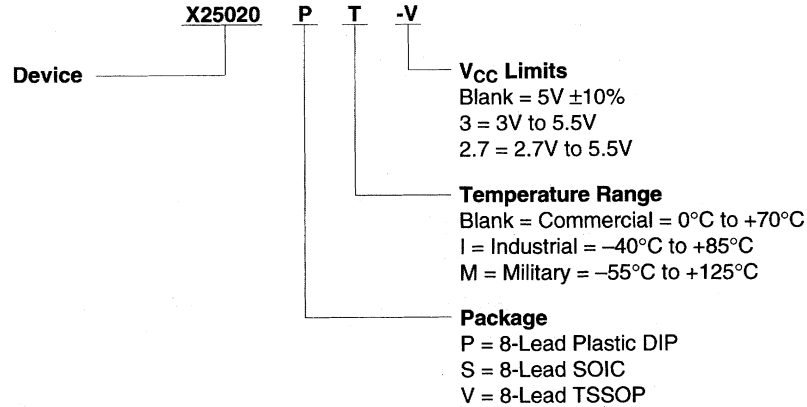 X25020 P T -V
Device
VCC Limits
Blank = 5V ±10%
3 = 3V to 5.5V
2.7 = 2.7V to 5.5V
Temperature Range
Blank = Commercial = 0°C to +70°C
I = Industrial = –40°C to +85°C
M = Military = –55°C to +125°C
Package
P = 8-Lead Plastic DIP
S = 8-Lead SOIC
V = 8-Lead TSSOP